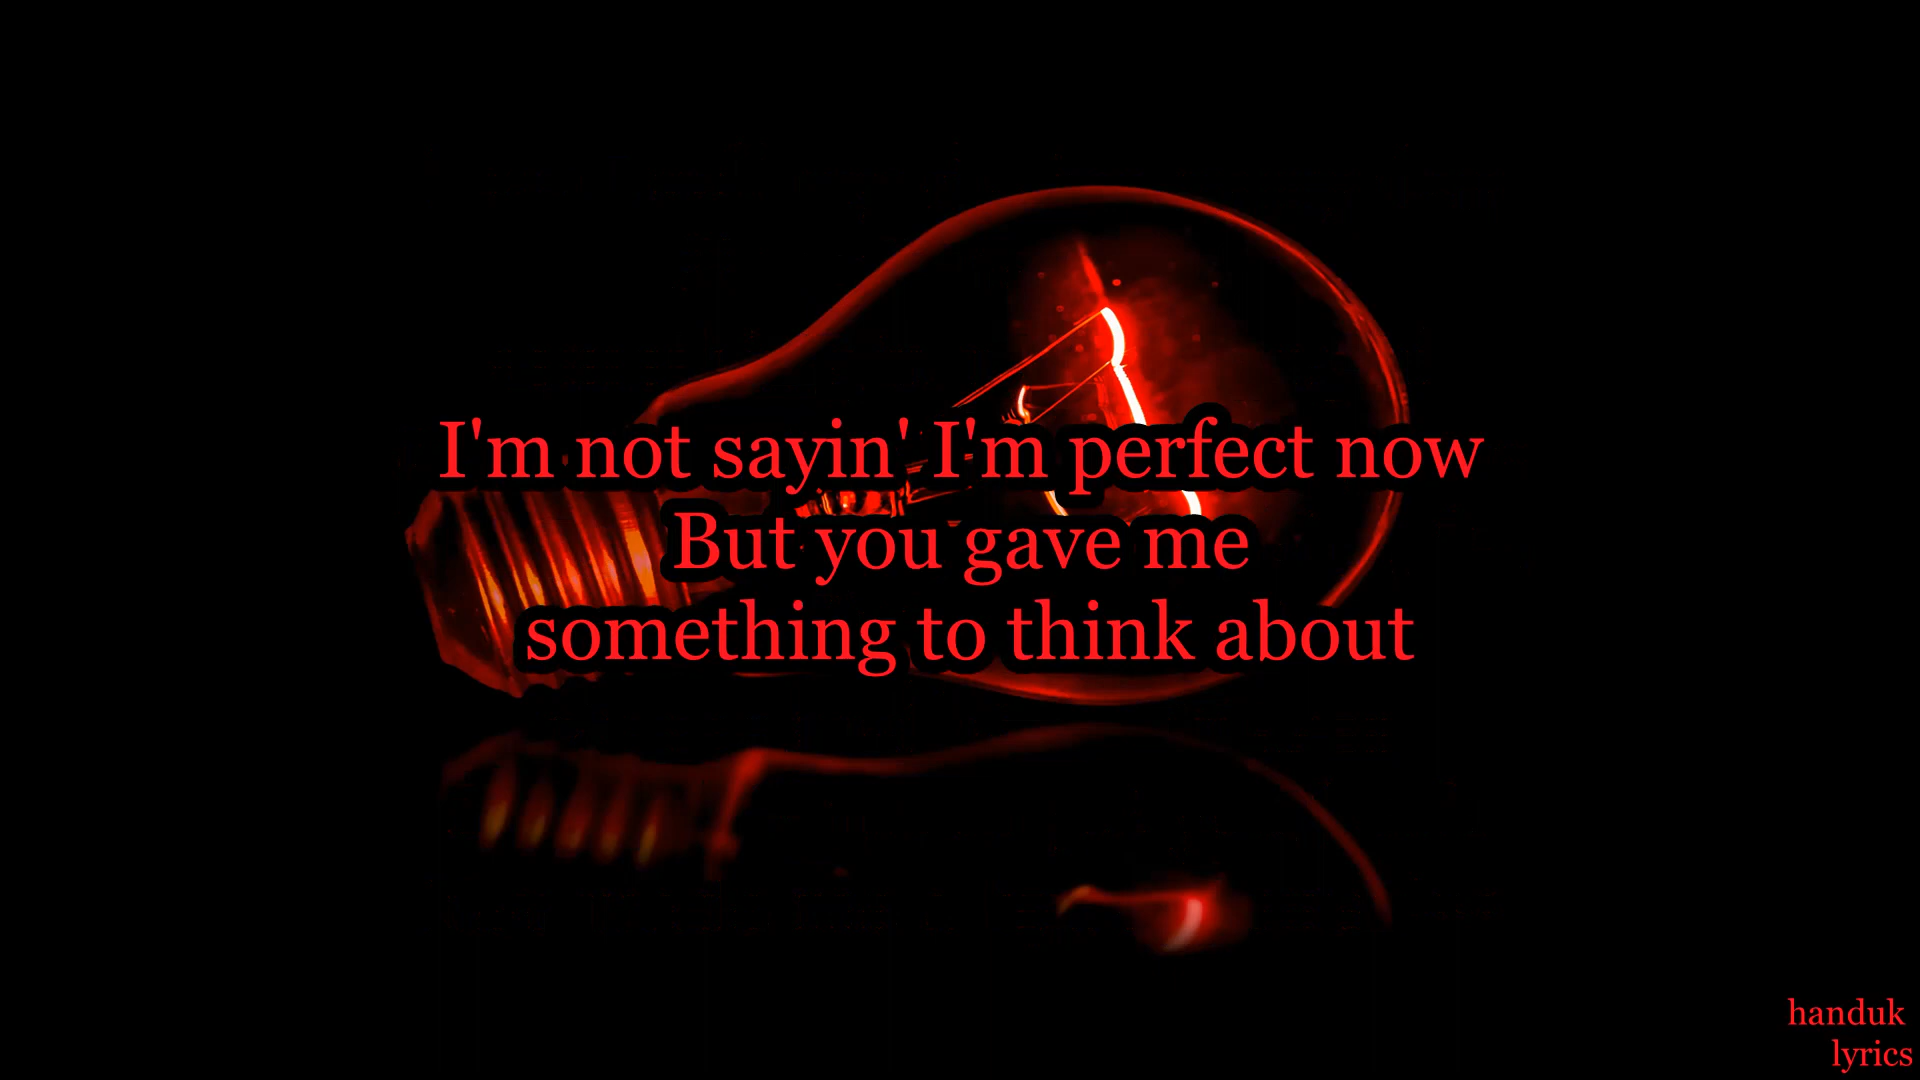 I'm not sayin' I'm perfect now
But you gave me
something to think about
handuk
lyrics